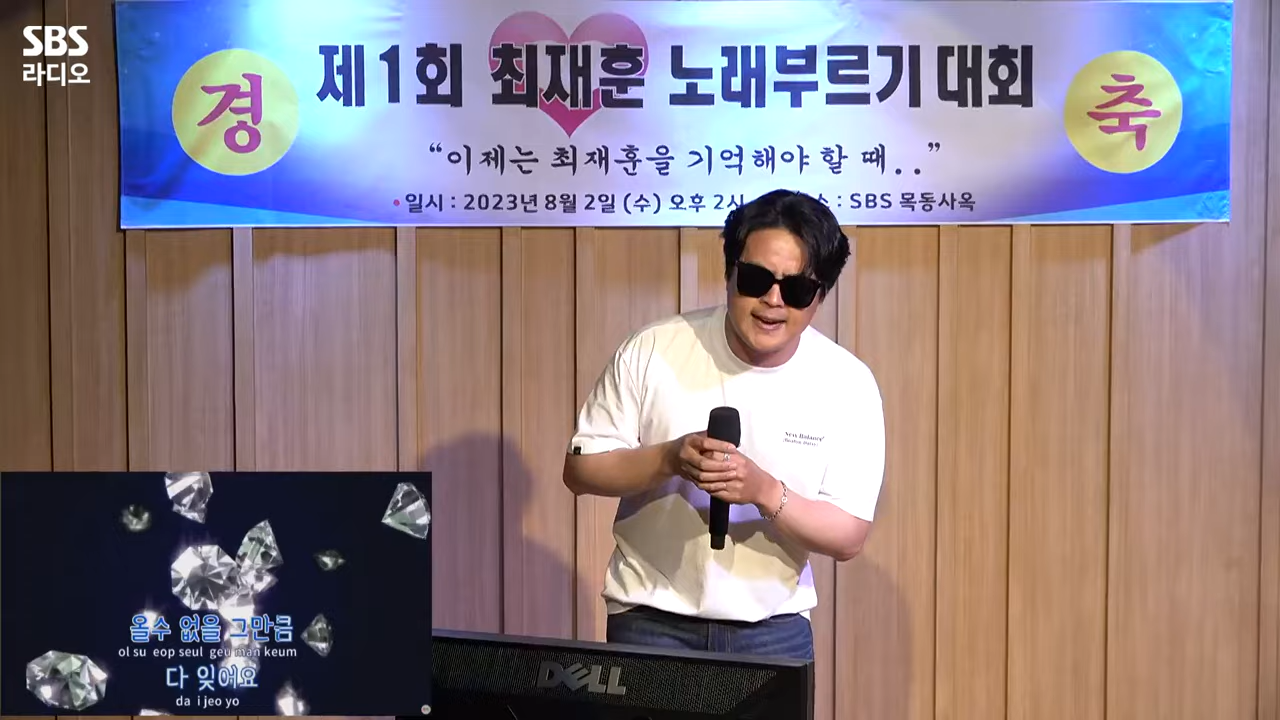 SBS
라디오
경
제1회 최재훈 노래부르기대회
축
“이제는 최재훈을 기억해야 할 때..”
•일시 : 2023년 8월 2일 (수) 오후 2시 : SBS 목동사옥
New Balance
올수 없을 그만큼
ol su eop seul geu man keum
다 잊어요
da i jeo yo
DELL